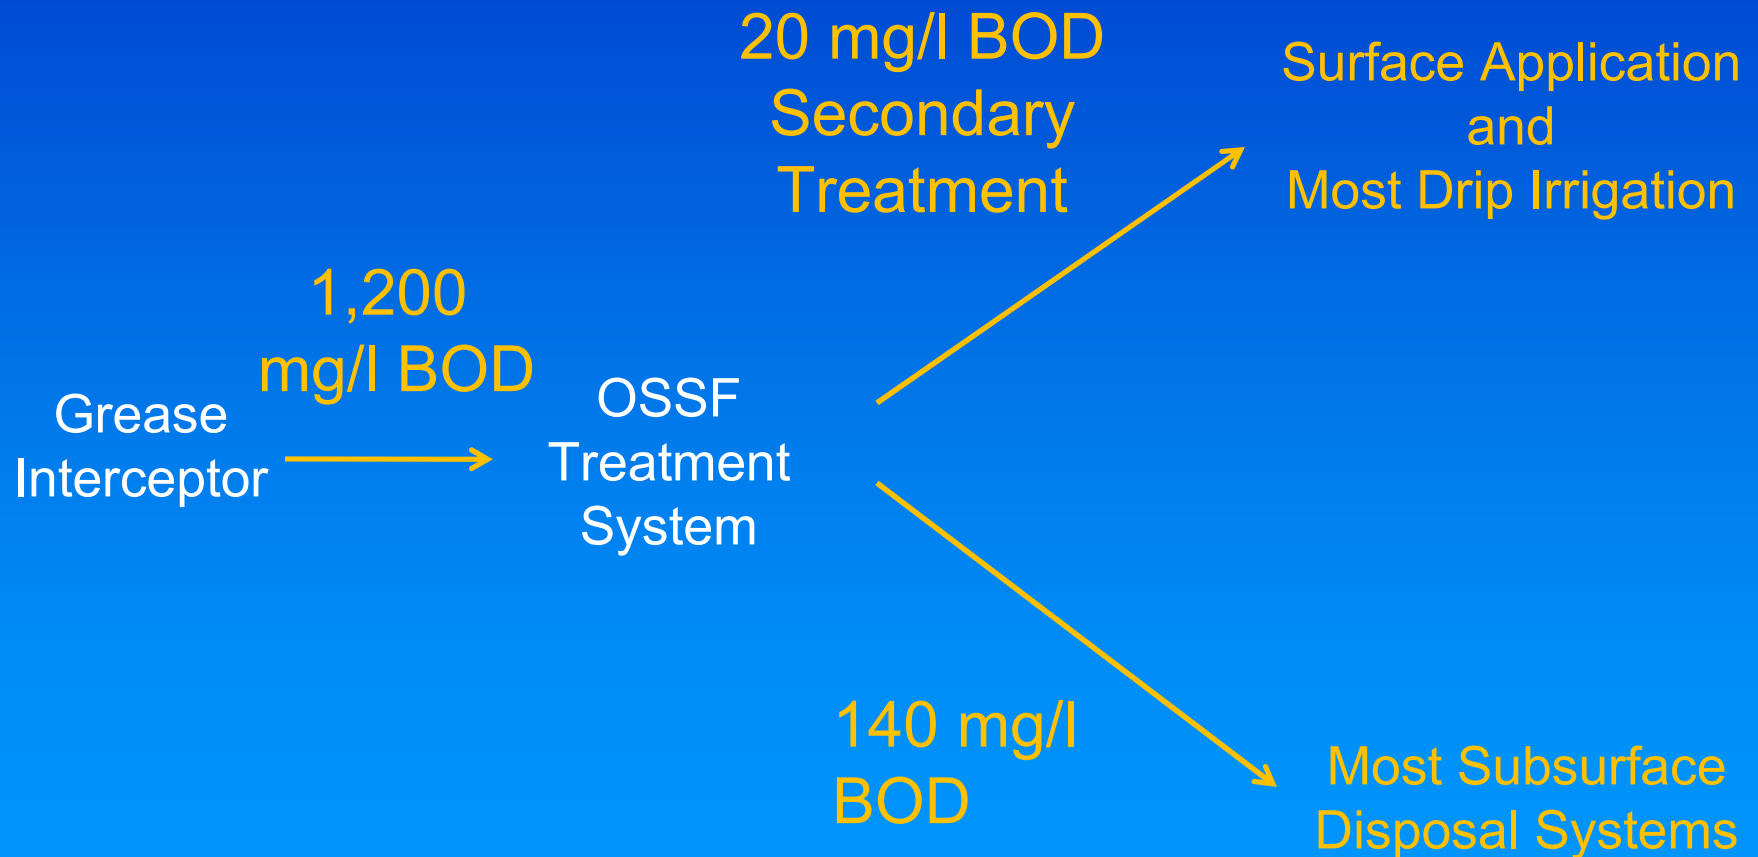 20 mg/l BOD
Secondary
Treatment
Surface Application
and
Most Drip Irrigation
1,200
mg/l BOD
Grease
Interceptor
OSSF
Treatment
System
140 mg/l
BOD
Most Subsurface
Disposal Systems